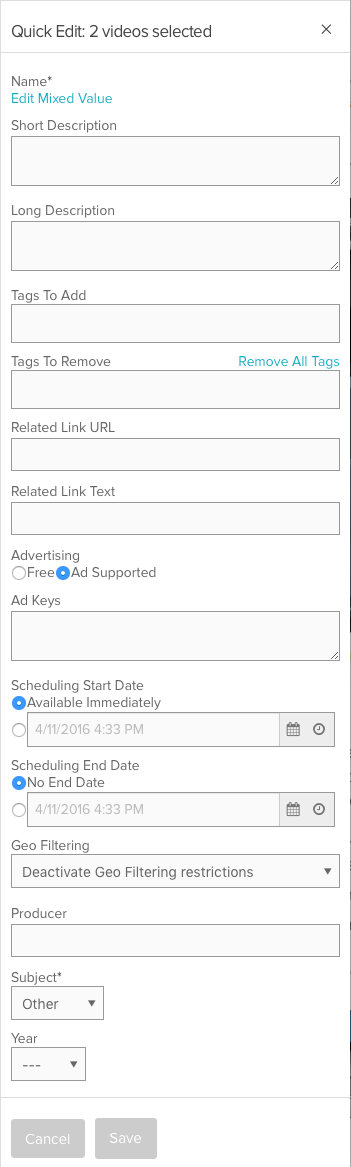 Quick Edit: 2 videos selected
Name*
Edit Mixed Value
Short Description
Long Description
Tags To Add
Tags To Remove Remove All Tags
Related Link URL
Related Link Text
Advertising
Free Ad Supported
Ad Keys
Scheduling Start Date
Available Immediately
4/11/2016 4:33 PM
Scheduling End Date
No End Date
4/11/2016 4:33 PM
Geo Filtering
Deactivate Geo Filtering restrictions
Producer
Subject*
Other
Year
---
Cancel Save